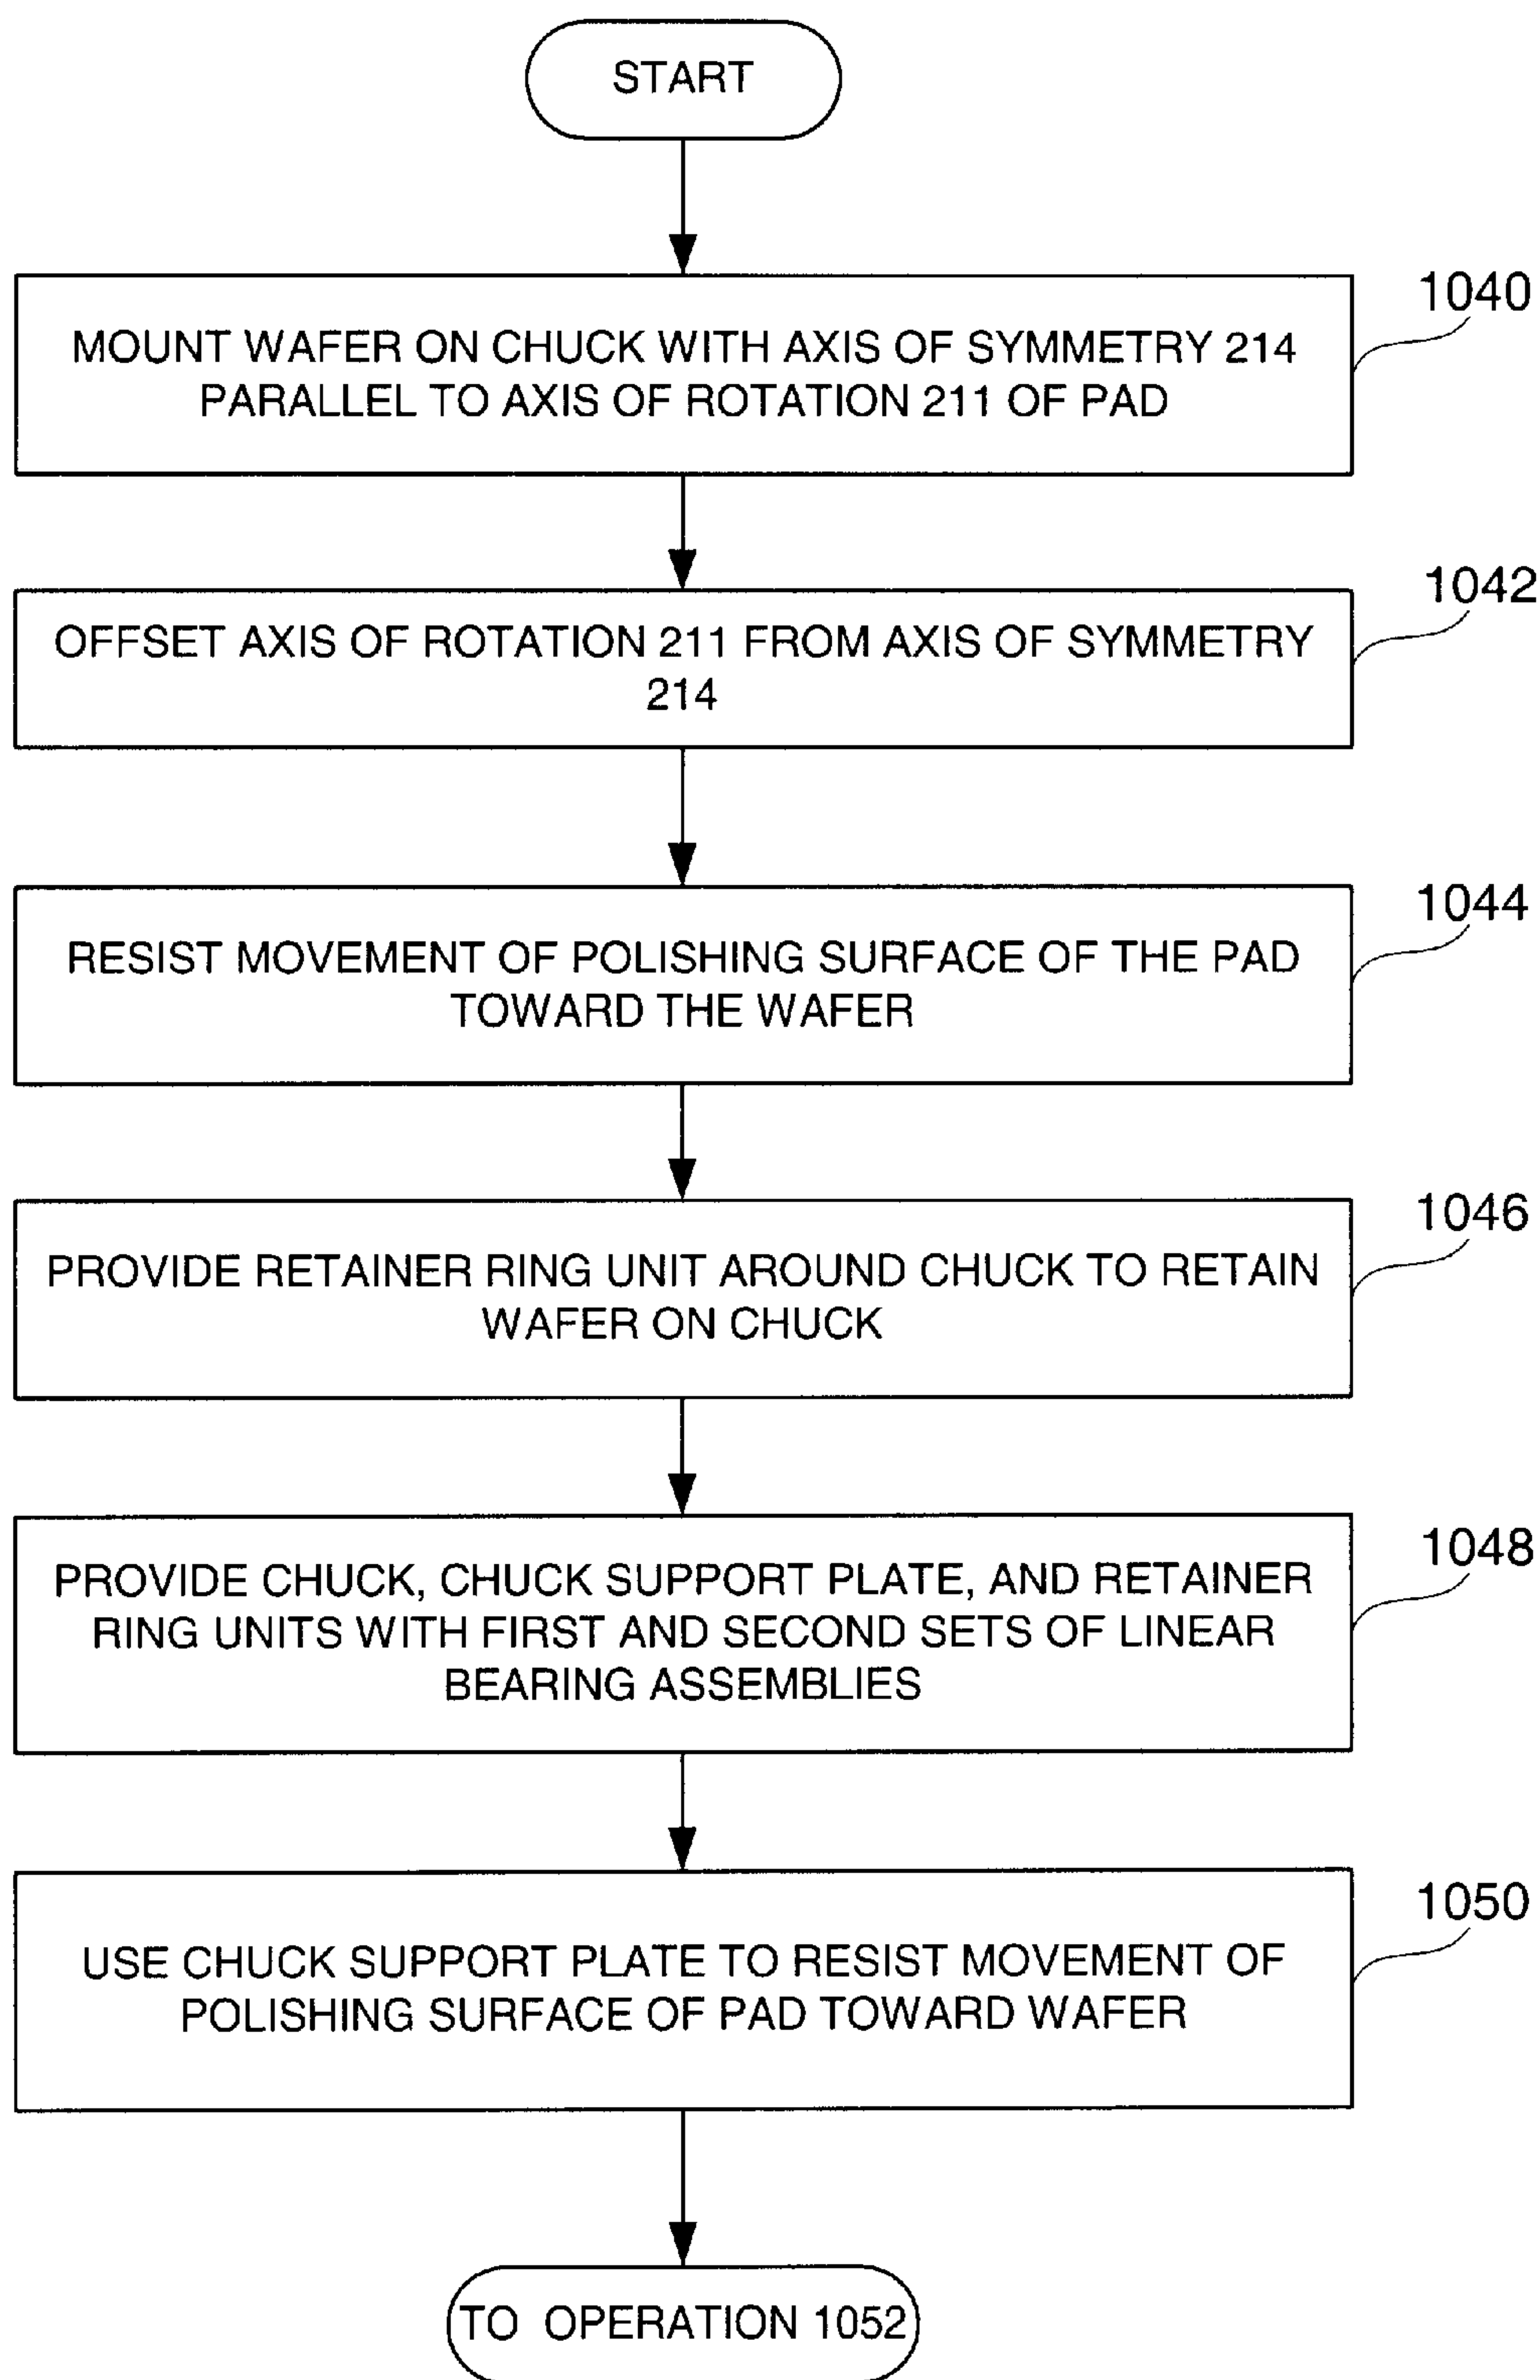 START
1040
MOUNT WAFER ON CHUCK WITH AXIS OF SYMMETRY 214
PARALLEL TO AXIS OF ROTATION 211 OF PAD
1042
OFFSET AXIS OF ROTATION 211 FROM AXIS OF SYMMETRY
214
1044
RESIST MOVEMENT OF POLISHING SURFACE OF THE PAD
TOWARD THE WAFER
1046
PROVIDE RETAINER RING UNIT AROUND CHUCK TO RETAIN
WAFER ON CHUCK
1048
PROVIDE CHUCK, CHUCK SUPPORT PLATE, AND RETAINER
RING UNITS WITH FIRST AND SECOND SETS OF LINEAR
BEARING ASSEMBLIES
1050
USE CHUCK SUPPORT PLATE TO RESIST MOVEMENT OF
POLISHING SURFACE OF PAD TOWARD WAFER
TO OPERATION 1052